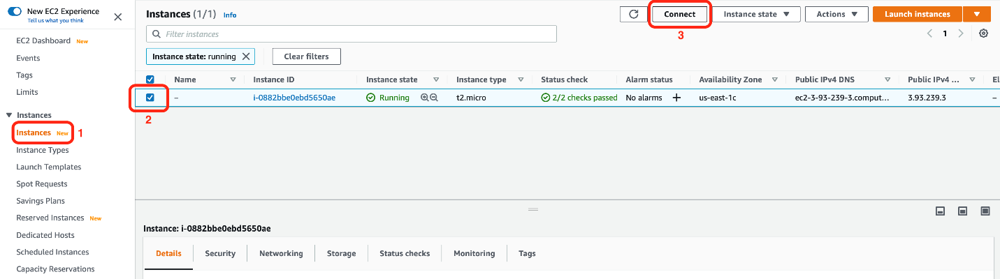 New EC2 Experience
Tell us what you think
EC2 Dashboard New
Events
Tags
Limits
Instances
Instances New 1
Instance Types
Launch Templates
Spot Requests
Savings Plans
Reserved Instances New
Dedicated Hosts
Scheduled Instances
Capacity Reservations
Instances (1/1) Info
Connect
Instance state
Actions
Launch instances
3
Filter instances
1
Instance state: running
Clear filters
Name Instance ID Instance state Instance type Status check Alarm status Availability Zone Public IPv4 DNS Public IPv4 ... El
– i-0882bbe0ebd5650ae Running t2.micro 2/2 checks passed No alarms + us-east-1c ec2-3-93-239-3.comput... 3.93.239.3 –
2
Instance: i-0882bbe0ebd5650ae
Details Security Networking Storage Status checks Monitoring Tags